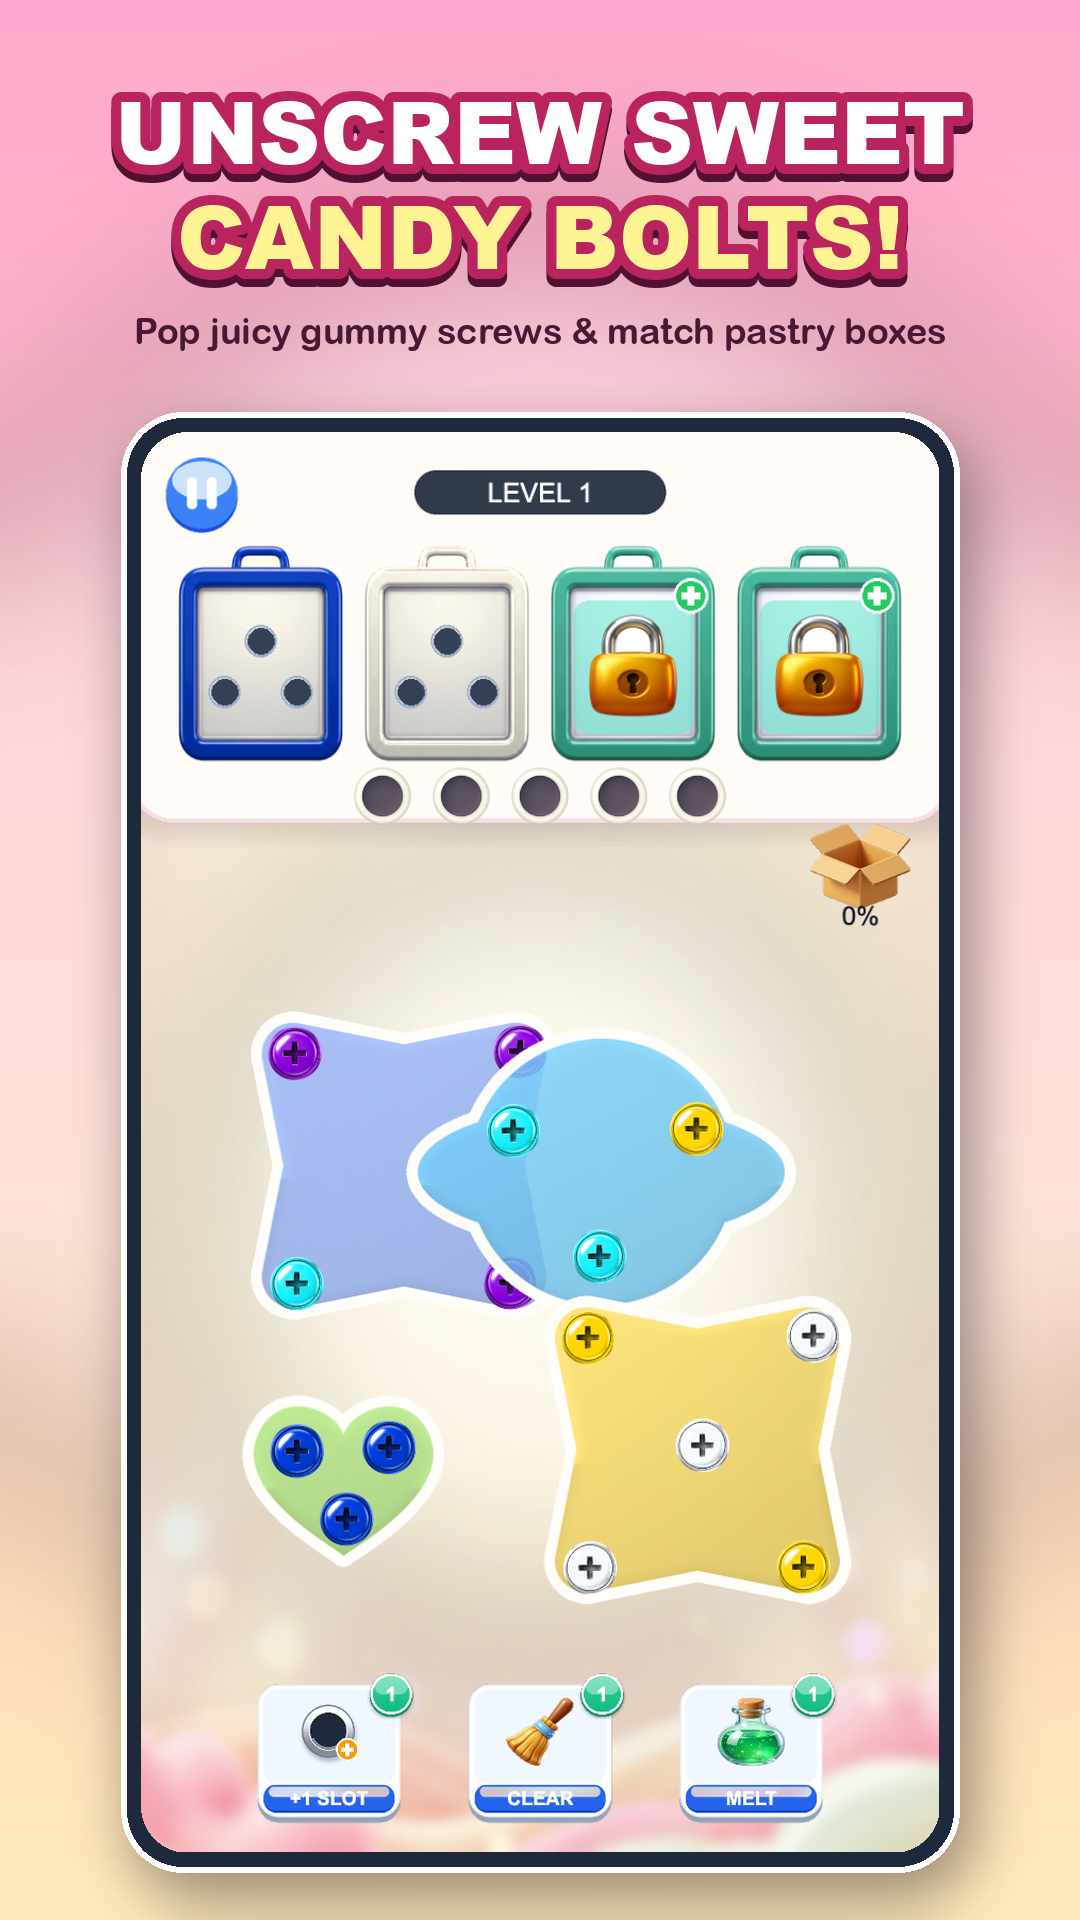 UNSCREW SWEET
CANDY BOLTS!
Pop juicy gummy screws & match pastry boxes
LEVEL 1
0%
1
1
1
+1 SLOT
CLEAR
MELT